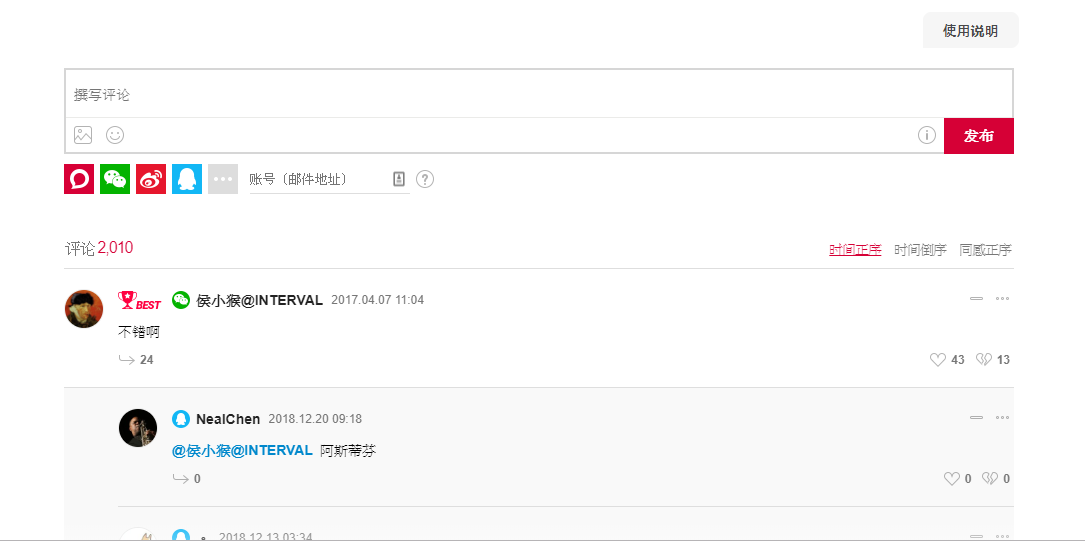 使用说明
撰写评论
发布
账号（邮件地址）
评论 2,010
时间正序 时间倒序 同感正序
BEST 侯小猴@INTERVAL 2017.04.07 11:04
不错啊
24 43 13
NealChen 2018.12.20 09:18
@侯小猴@INTERVAL 阿斯蒂芬
0 0 0
。 2018.12.13 03:34